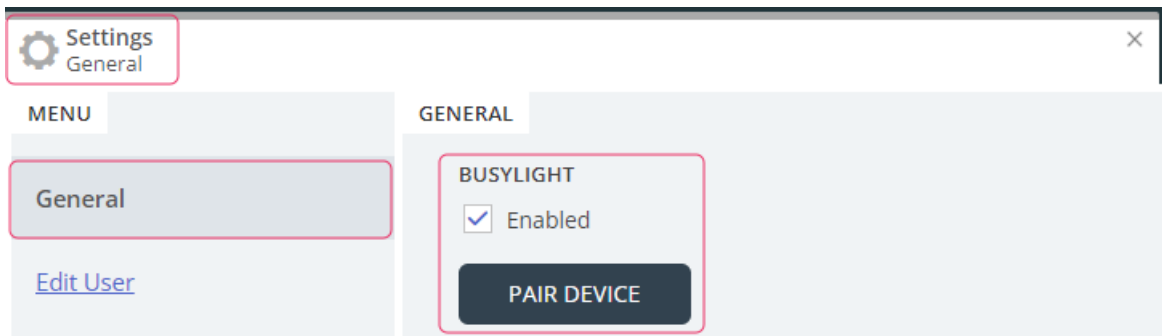 Settings
General
MENU
General
Edit User
GENERAL
BUSYLIGHT
Enabled
PAIR DEVICE